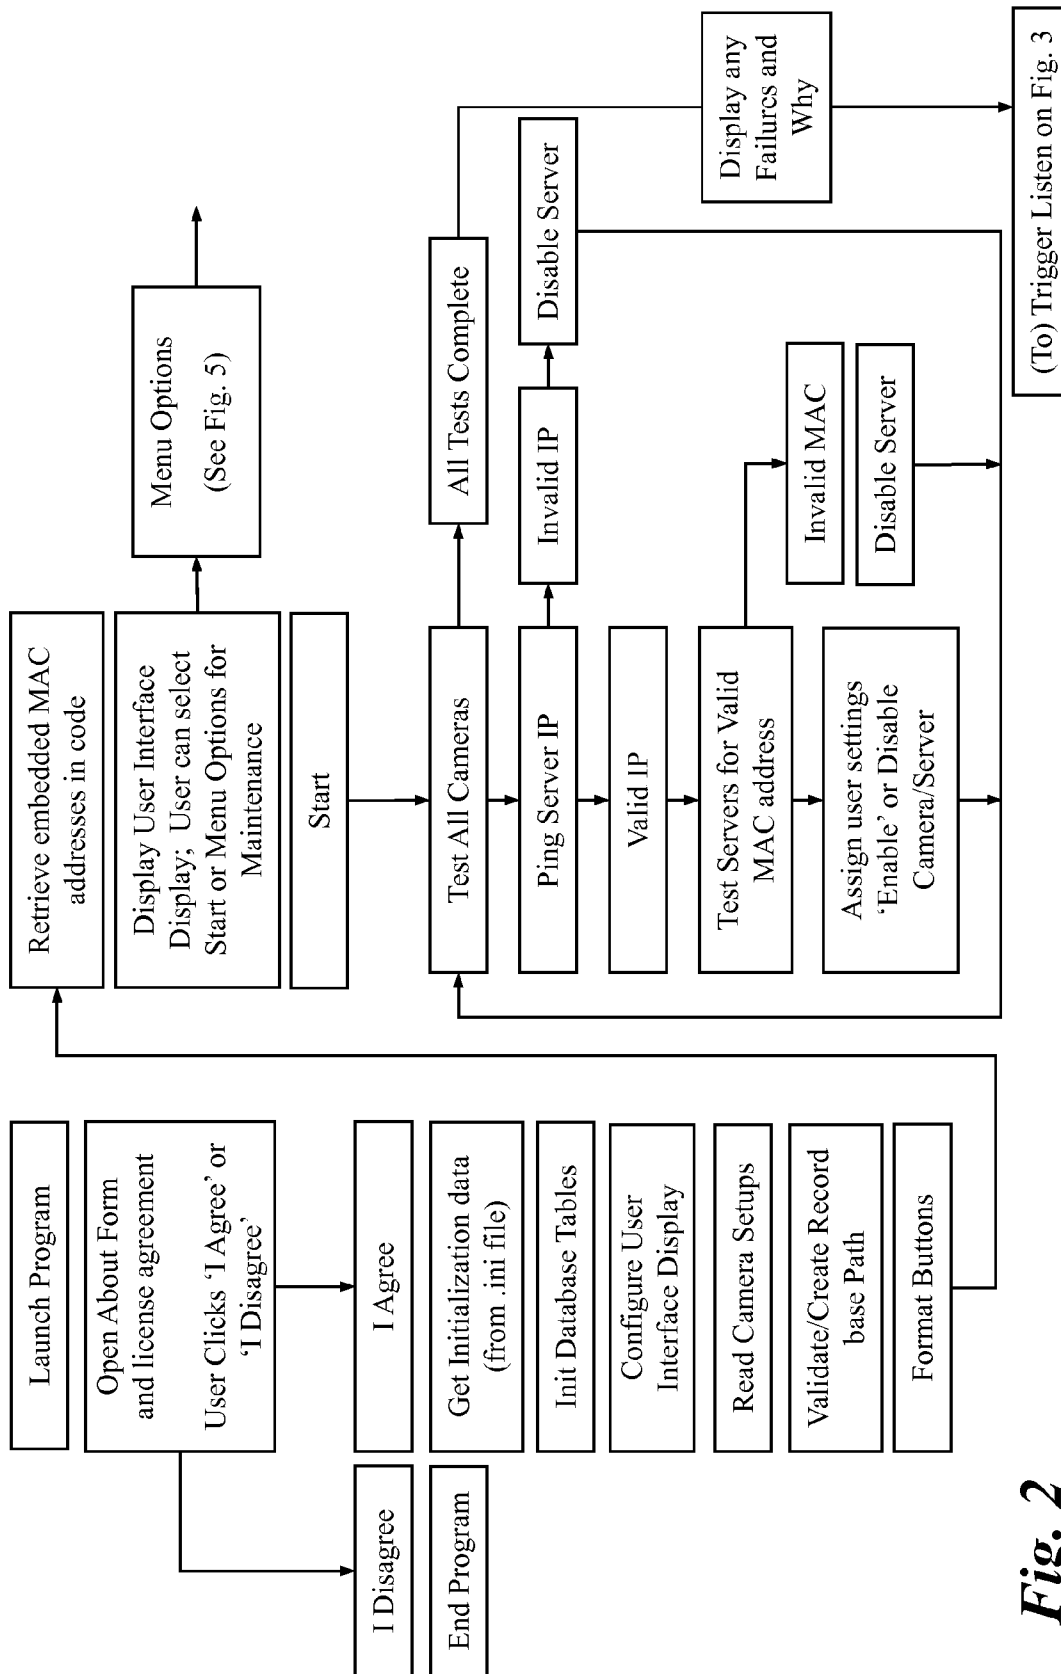 Launch Program
Open About Form
and license agreement
User Clicks ‘I Agree’ or
‘I Disagree’
I Disagree
End Program
I Agree
Get Initialization data
(from .ini file)
Init Database Tables
Configure User
Interface Display
Read Camera Setups
Validate/Create Record
base Path
Format Buttons
Retrieve embedded MAC
addresses in code
Display User Interface
Display; User can select
Start or Menu Options for
Maintenance
Menu Options
(See Fig. 5)
Start
Test All Cameras
All Tests Complete
Ping Server IP
Invalid IP
Disable Server
Valid IP
Test Servers for Valid
MAC address
Invalid MAC
Disable Server
Assign user settings
‘Enable’ or Disable
Camera/Server
Display any
Failures and
Why
(To) Trigger Listen on Fig. 3
Fig. 2